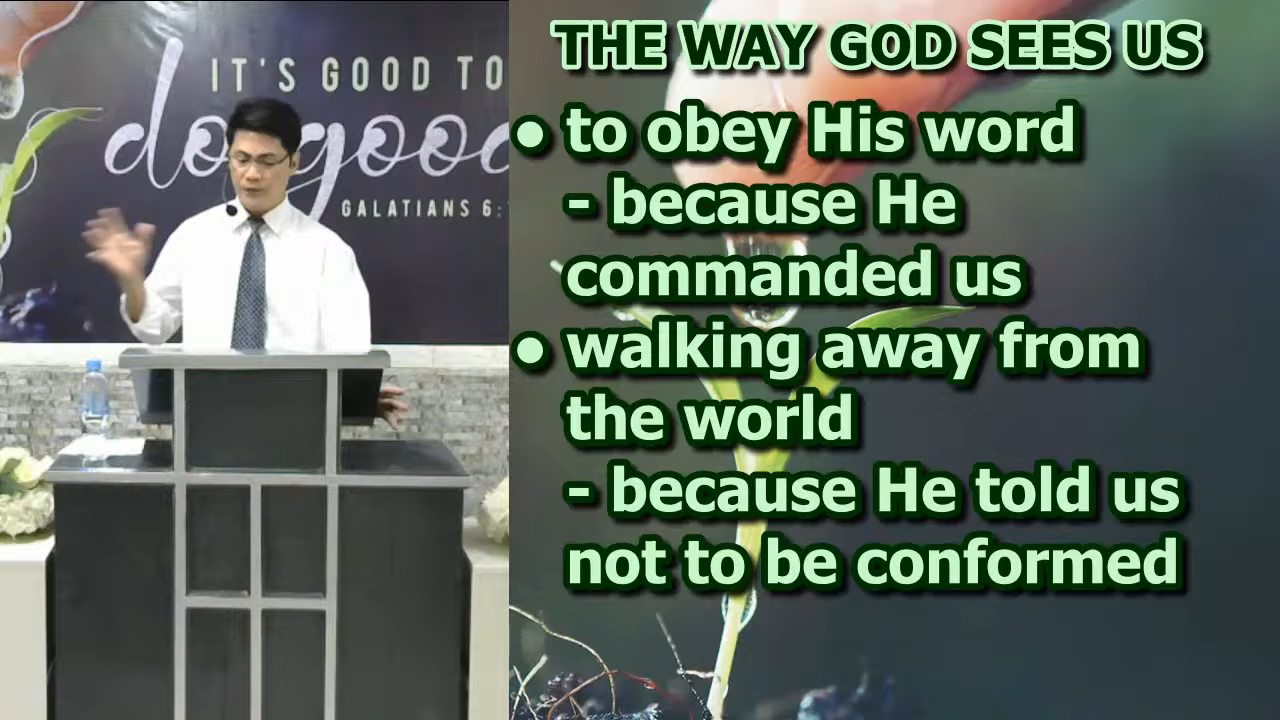 IT'S GOOD TO
do good
GALATIANS 6:
THE WAY GOD SEES US
• to obey His word
- because He
commanded us
• walking away from
the world
- because He told us
not to be conformed